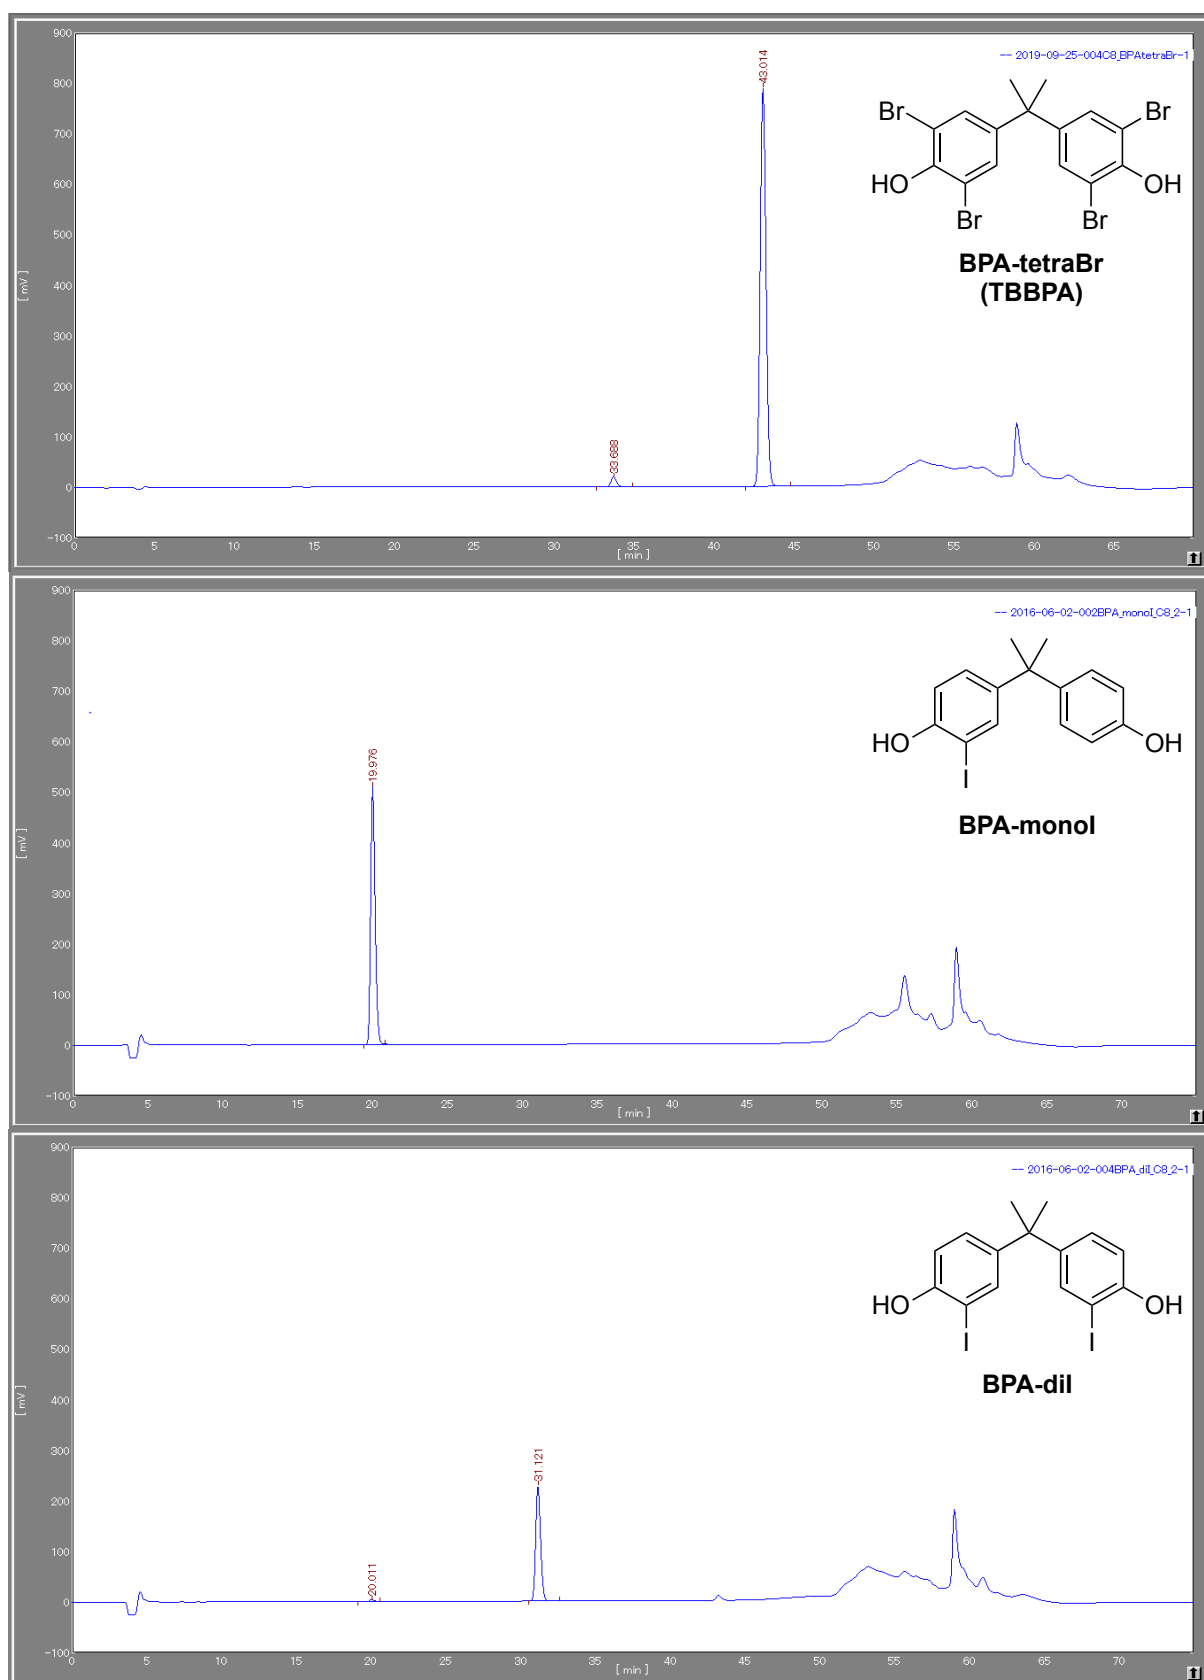 900
800
700
600
500
400
300
200
100
0
-100
[ mV ]
-- 2019-09-25-004C8_BPAtetraBr-1
43.014
33.688
Br
Br
HO
OH
Br
Br
BPA-tetraBr
(TBBPA)
0 5 10 15 20 25 30 35 40 45 50 55 60 65
[ min ]
900
800
700
600
500
400
300
200
100
0
-100
[ mV ]
-- 2016-06-02-002BPA_monoI_C8_2-1
19.976
HO
OH
I
BPA-monoI
0 5 10 15 20 25 30 35 40 45 50 55 60 65 70
[ min ]
900
800
700
600
500
400
300
200
100
0
-100
[ mV ]
-- 2016-06-02-004BPA_diI_C8_2-1
31.121
20.011
HO
OH
I
I
BPA-diI
0 5 10 15 20 25 30 35 40 45 50 55 60 65 70
[ min ]